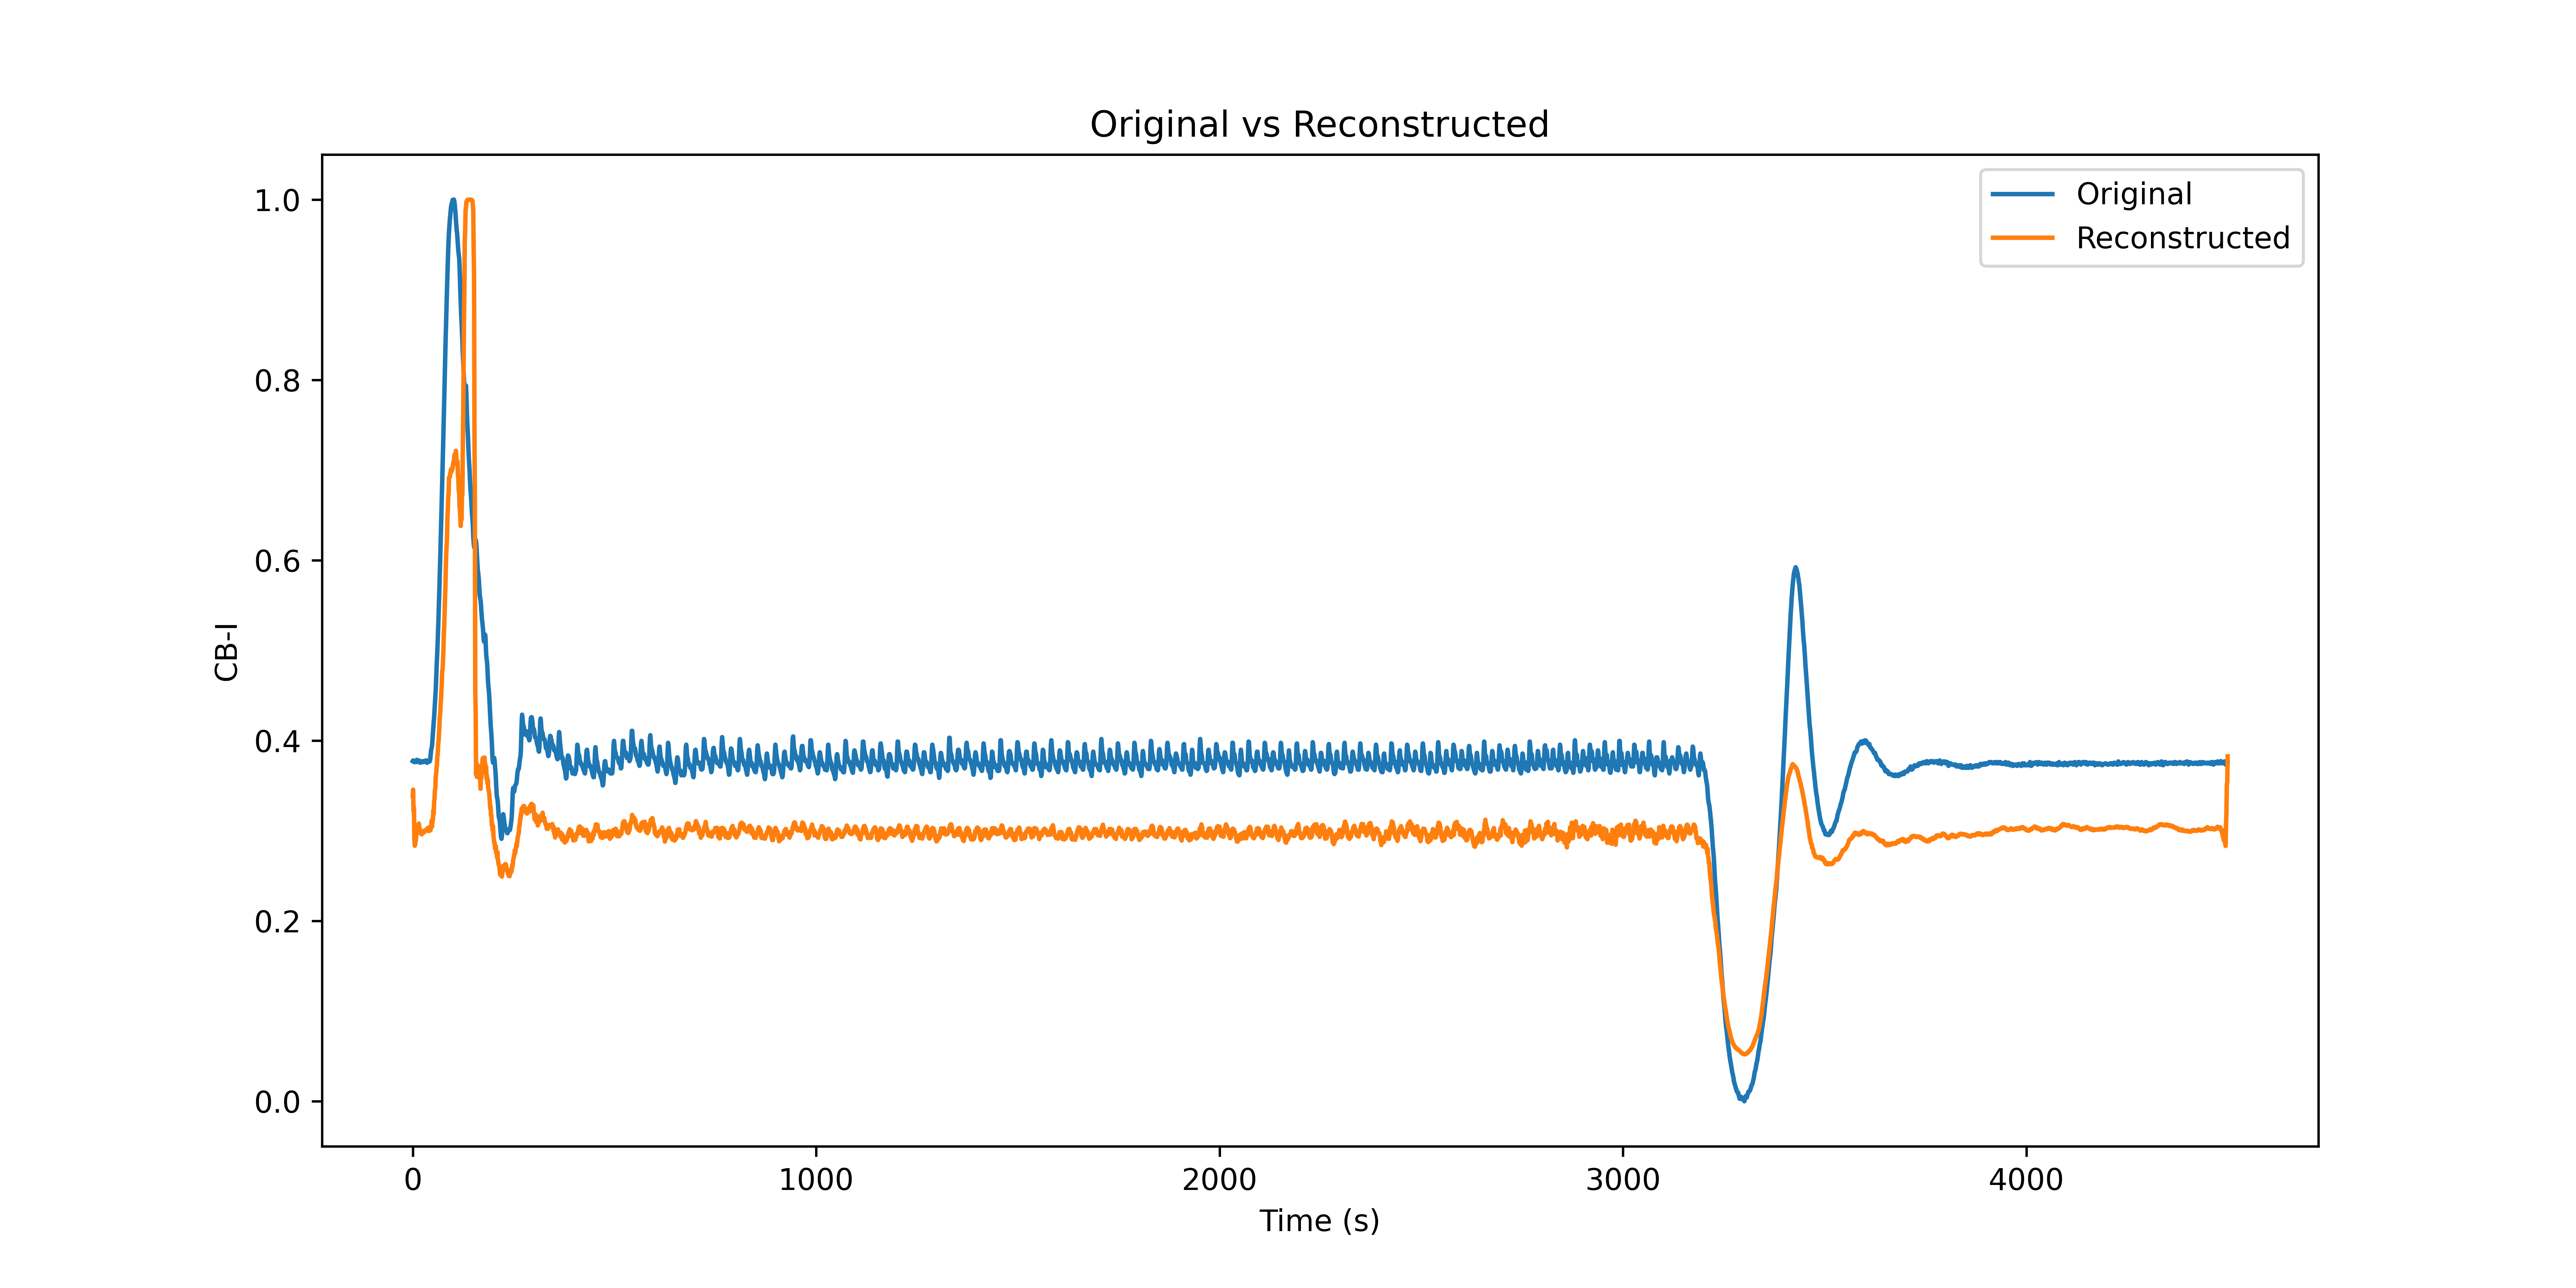 Original vs Reconstructed
Original
Reconstructed
1.0
0.8
0.6
0.4
0.2
0.0
CB-I
0 1000 2000 3000 4000
Time (s)